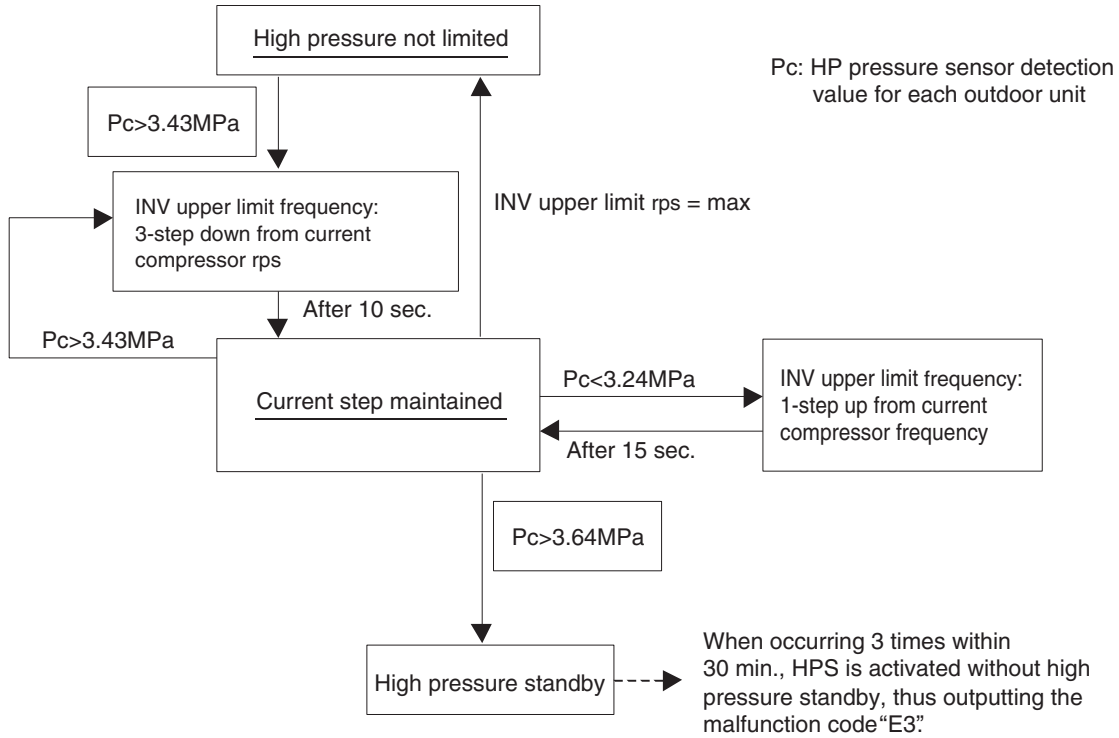 High pressure not limited
Pc: HP pressure sensor detection
value for each outdoor unit
Pc>3.43MPa
INV upper limit frequency:
3-step down from current
compressor rps
INV upper limit rps = max
After 10 sec.
Pc>3.43MPa
Current step maintained
Pc<3.24MPa
After 15 sec.
INV upper limit frequency:
1-step up from current
compressor frequency
Pc>3.64MPa
High pressure standby
When occurring 3 times within
30 min., HPS is activated without high
pressure standby, thus outputting the
malfunction code “E3”.